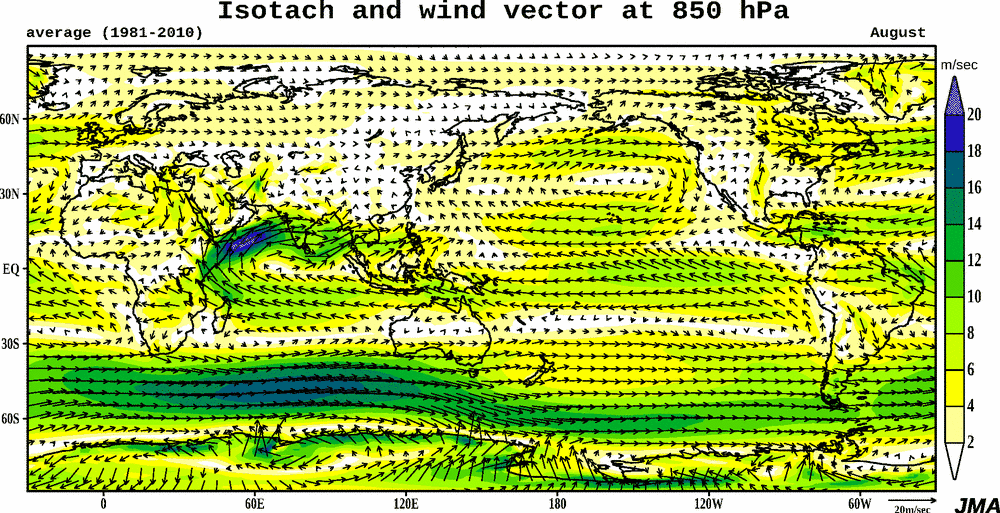 Isotach and wind vector at 850 hPa
average (1981-2010)
August
m/sec
20
18
16
14
12
10
8
6
4
2
60N
30N
EQ
30S
60S
0
60E
120E
180
120W
60W
20m/sec
JMA